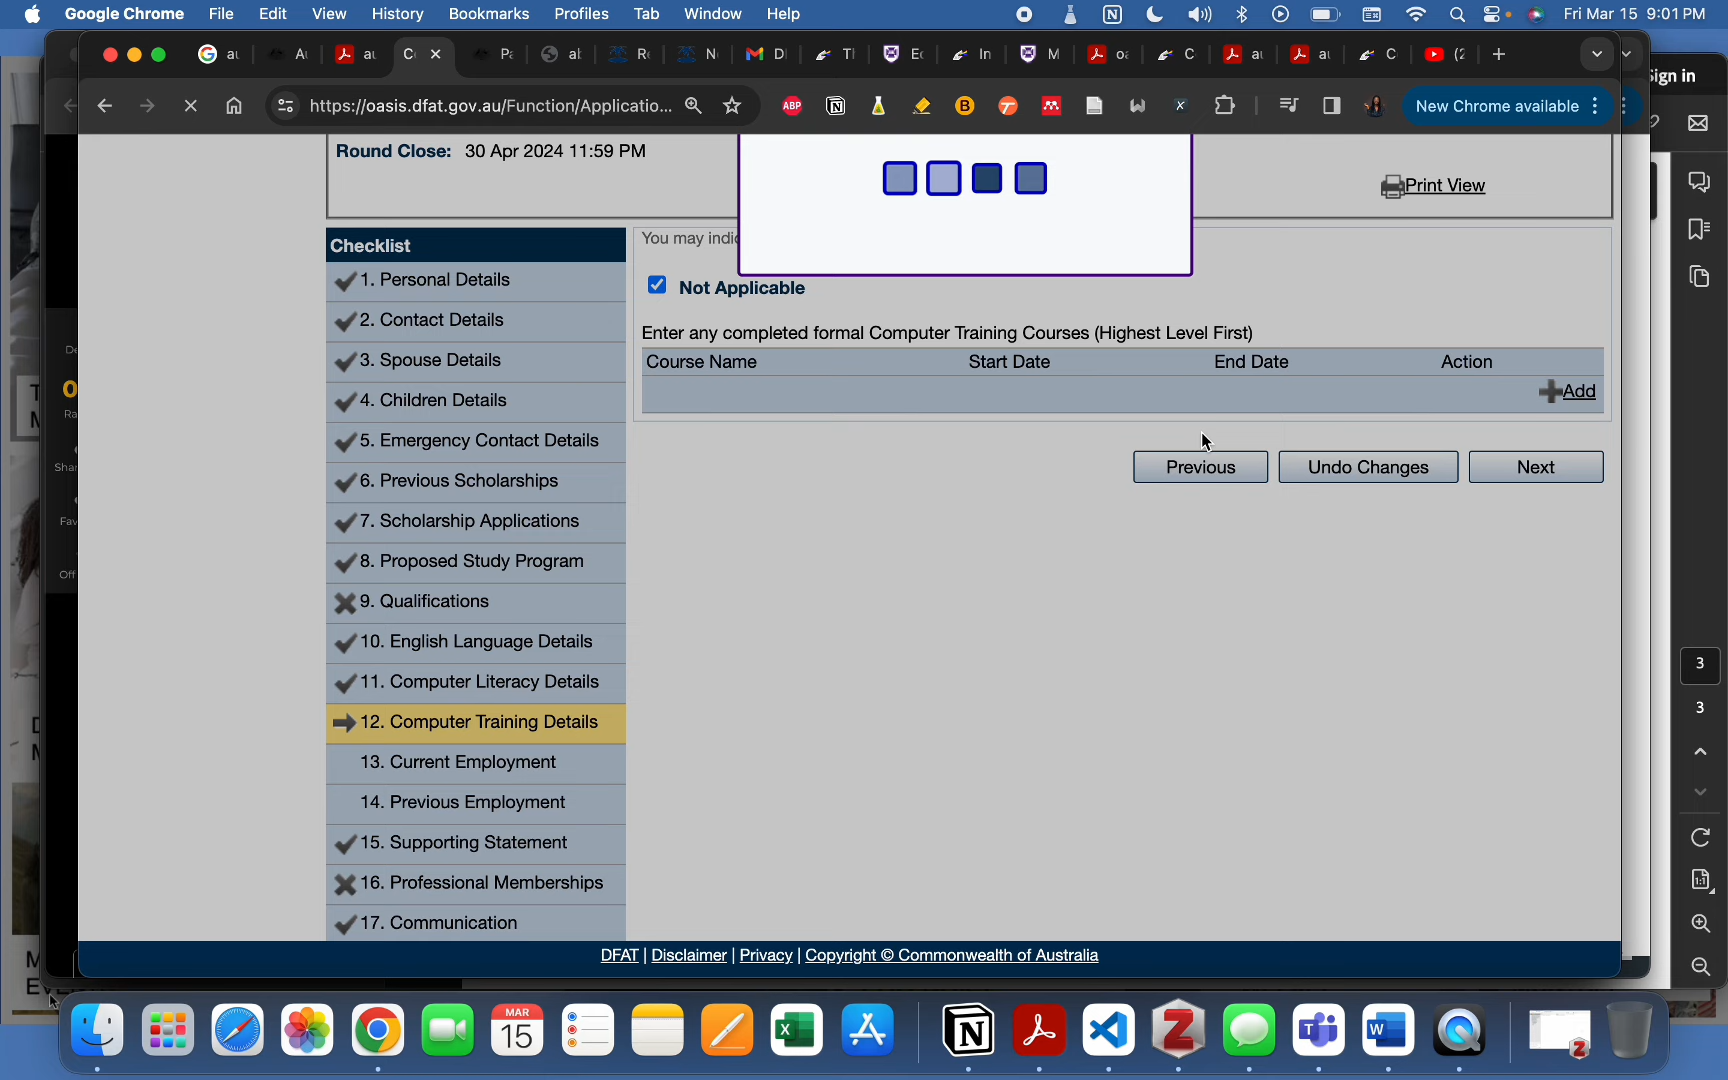 Google Chrome File Edit View History Bookmarks Profiles Tab Window Help Fri Mar 15 9:01 PM
Sign in
https://oasis.dfat.gov.au/Function/Applicatio... ABP New Chrome available
Round Close: 30 Apr 2024 11:59 PM
Print View
Checklist
You may indic
1. Personal Details
Not Applicable
2. Contact Details
Enter any completed formal Computer Training Courses (Highest Level First)
3. Spouse Details
Course Name Start Date End Date Action
Add
4. Children Details
5. Emergency Contact Details
Previous Undo Changes Next
6. Previous Scholarships
7. Scholarship Applications
8. Proposed Study Program
9. Qualifications
10. English Language Details
11. Computer Literacy Details
12. Computer Training Details
13. Current Employment
14. Previous Employment
15. Supporting Statement
16. Professional Memberships
17. Communication
3
3
DFAT | Disclaimer | Privacy | Copyright © Commonwealth of Australia
MAR
15